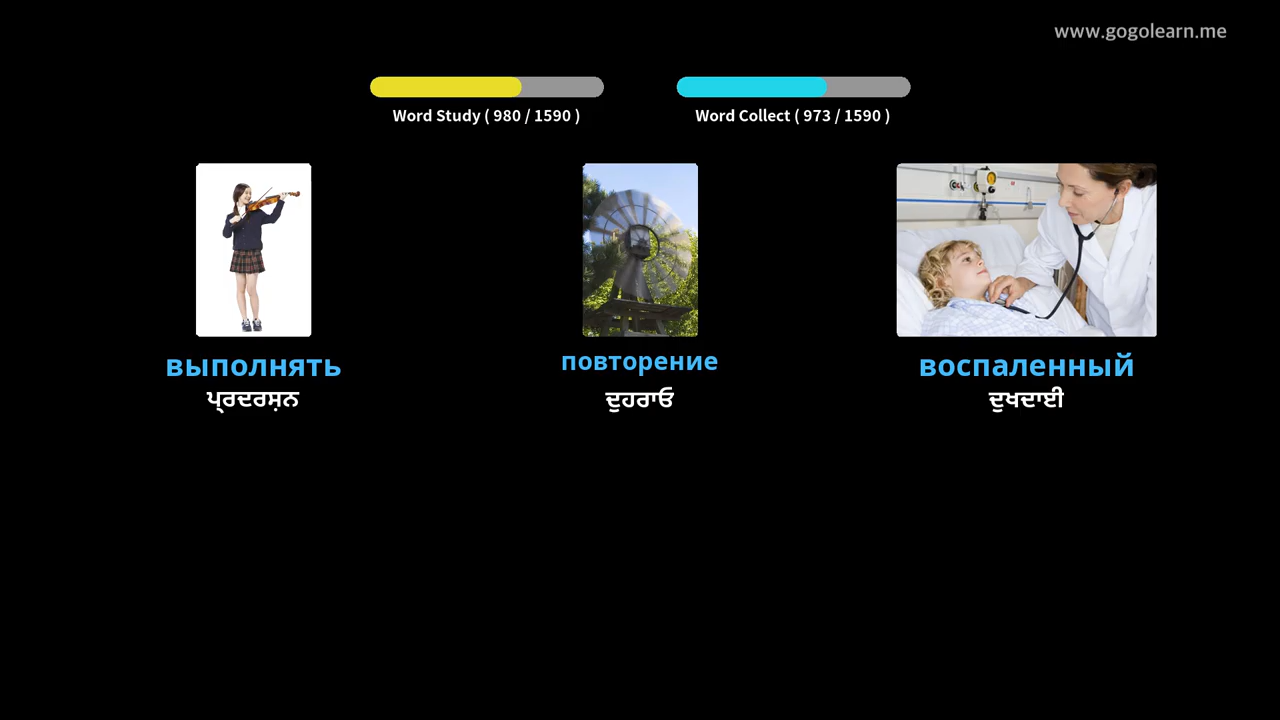 www.gogolearn.me
Word Study ( 980 / 1590 )
Word Collect ( 973 / 1590 )
выполнять
ਪ੍ਰਦਰਸ਼ਨ
повторение
ਦੁਹਰਾਓ
воспаленный
ਦੁਖਦਾਈ